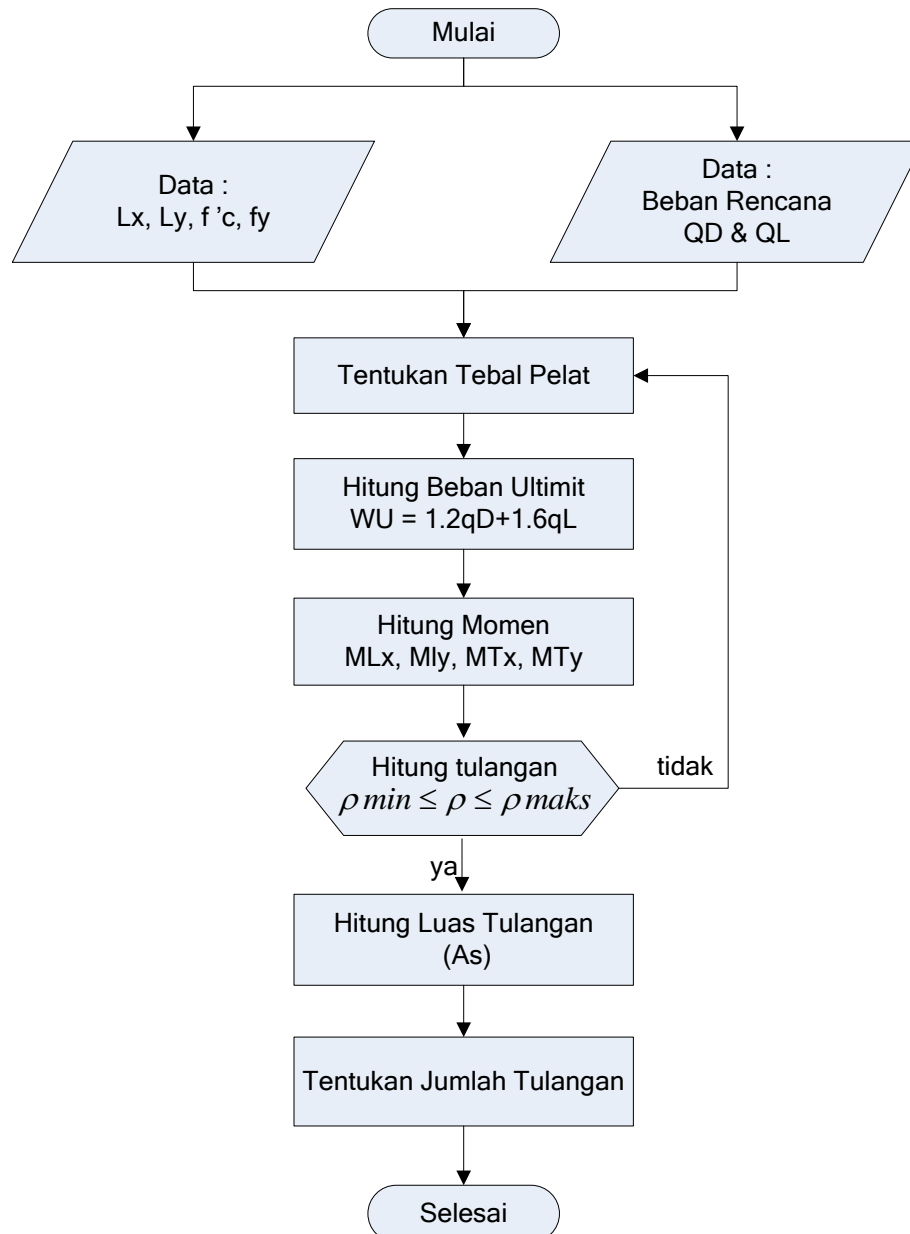 Mulai
Data :
Lx, Ly, f 'c, fy
Data :
Beban Rencana
QD & QL
Tentukan Tebal Pelat
Hitung Beban Ultimit
WU = 1.2qD+1.6qL
Hitung Momen
MLx, Mly, MTx, MTy
Hitung tulangan
ρ min ≤ ρ ≤ ρ maks
tidak
ya
Hitung Luas Tulangan
(As)
Tentukan Jumlah Tulangan
Selesai